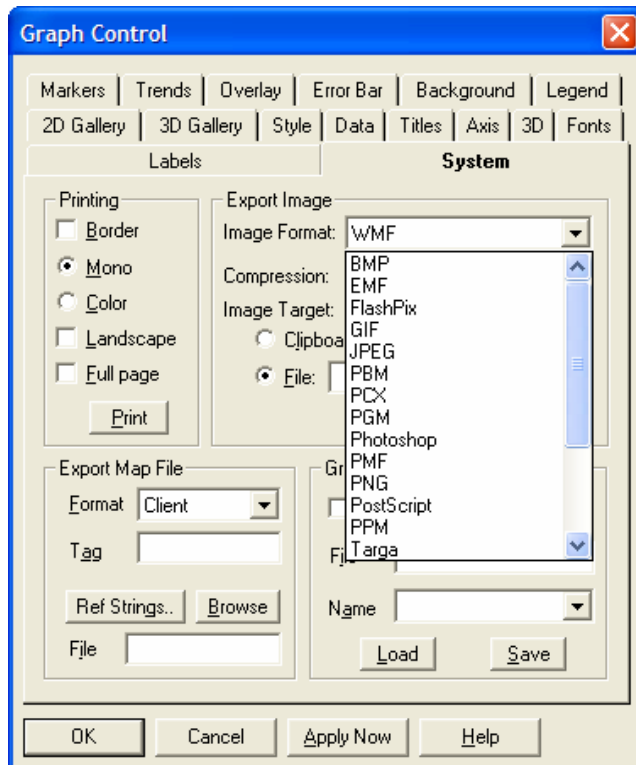 Graph Control
Markers Trends Overlay Error Bar Background Legend
2D Gallery 3D Gallery Style Data Titles Axis 3D Fonts
Labels System
Printing
Border
Mono
Color
Landscape
Full page
Print
Export Image
Image Format: WMF
Compression:
Image Target:
Clipboa
File:
BMP
EMF
FlashPix
GIF
JPEG
PBM
PCX
PGM
Photoshop
PMF
PNG
PostScript
PPM
Targa
Export Map File
Format Client
Tag
Ref Strings.. Browse
File
Gr
File
Name
Load Save
OK Cancel Apply Now Help